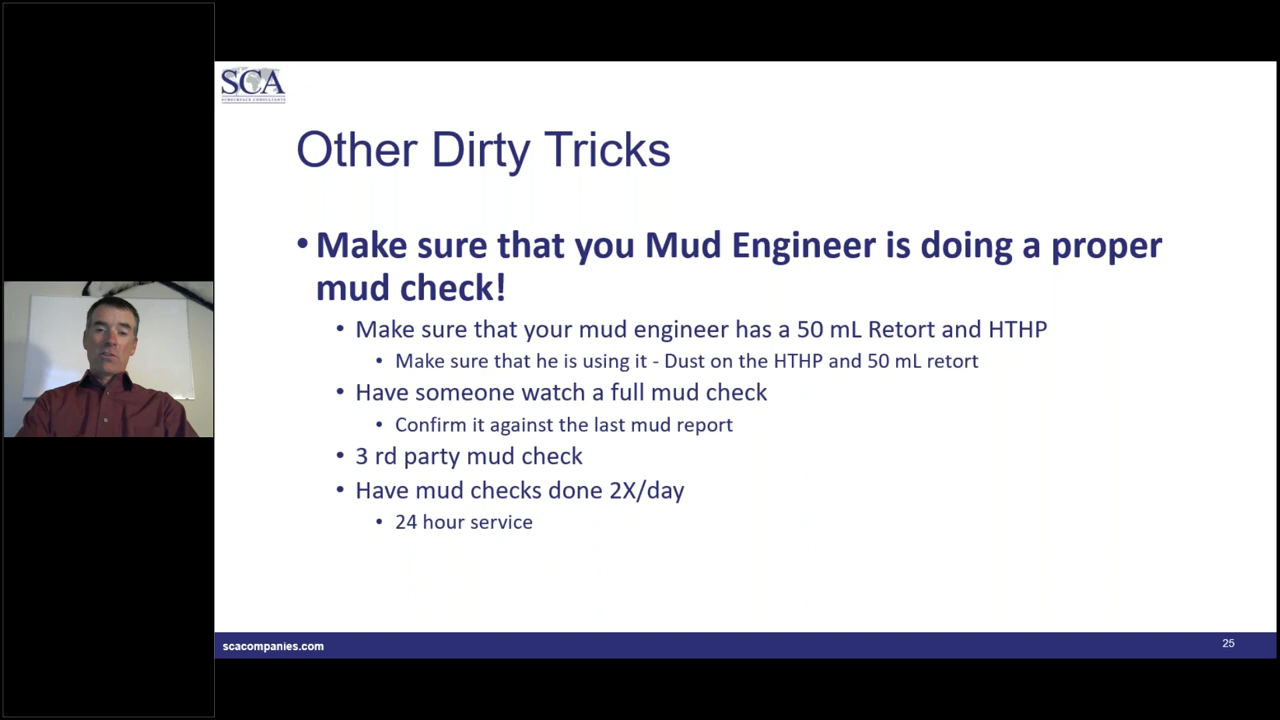 SCA
SUBSURFACE CONSULTANTS
Other Dirty Tricks
• Make sure that you Mud Engineer is doing a proper
mud check!
• Make sure that your mud engineer has a 50 mL Retort and HTHP
• Make sure that he is using it - Dust on the HTHP and 50 mL retort
• Have someone watch a full mud check
• Confirm it against the last mud report
• 3 rd party mud check
• Have mud checks done 2X/day
• 24 hour service
scacompanies.com
25